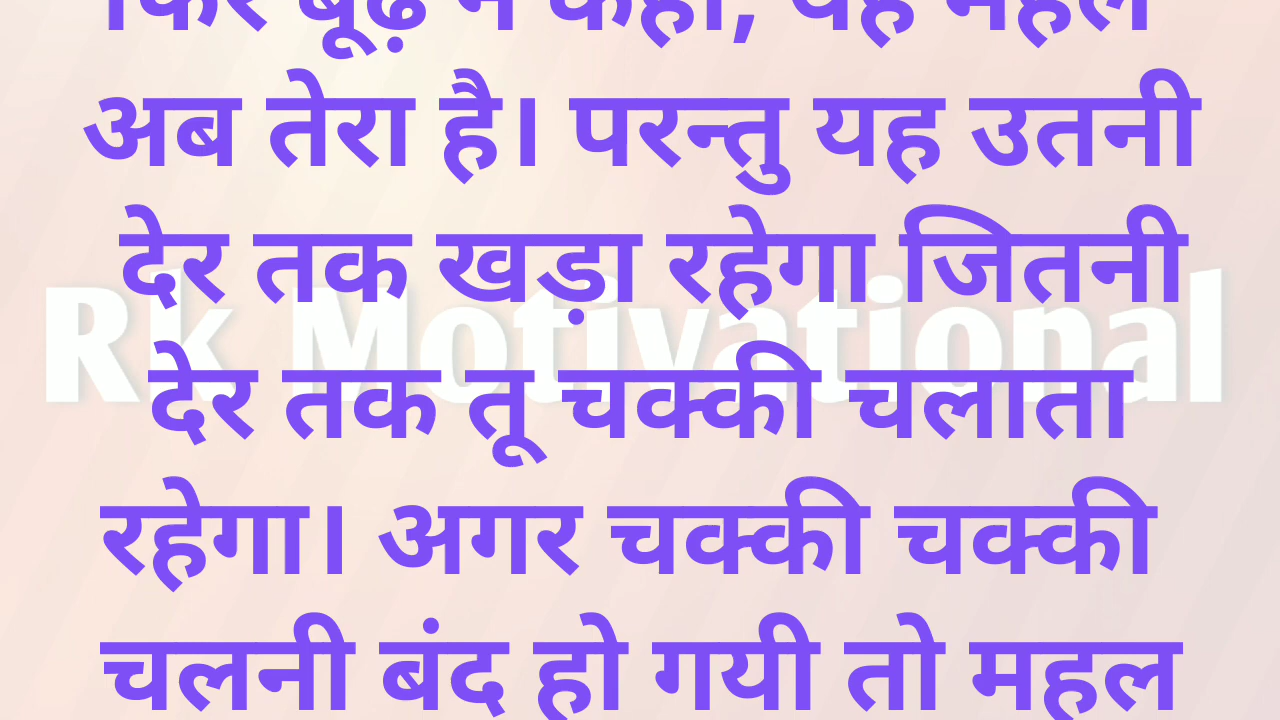 फिर बूढ़े ने कहा, यह महल
अब तेरा है। परन्तु यह उतनी
देर तक खड़ा रहेगा जितनी
Rk Motivational
देर तक तू चक्की चलाता
रहेगा। अगर चक्की चक्की
चलनी बंद हो गयी तो महल